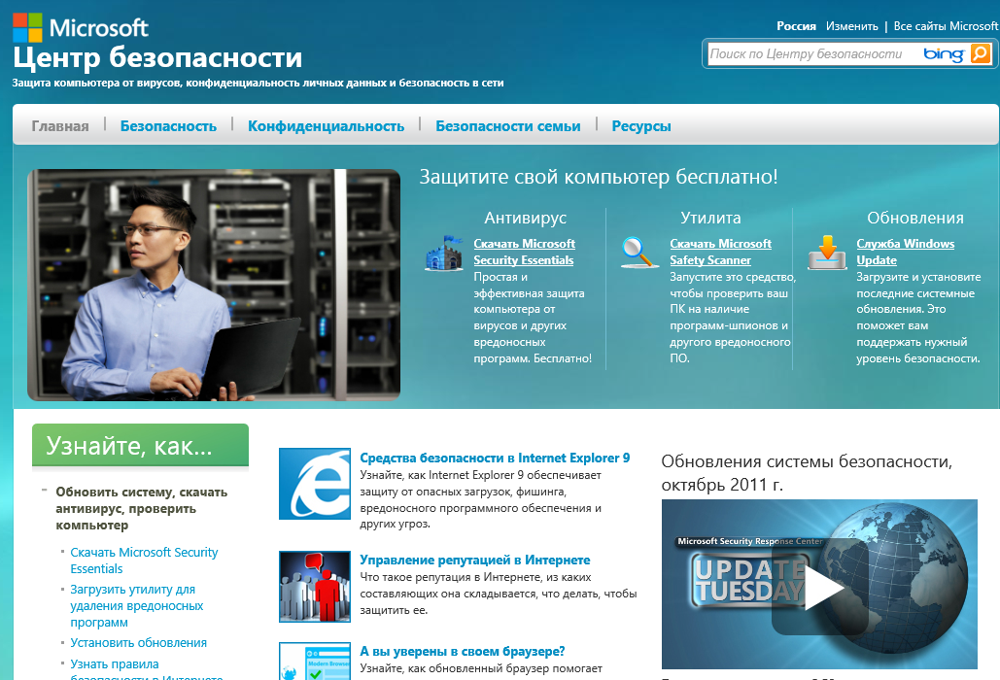 Microsoft
Центр безопасности
Защита компьютера от вирусов, конфиденциальность личных данных и безопасность в сети
Россия Изменить | Все сайты Microsoft
Поиск по Центру безопасности bing
Главная | Безопасность | Конфиденциальность | Безопасности семьи | Ресурсы
Защитите свой компьютер бесплатно!
Антивирус
Скачать Microsoft
Security Essentials
Простая и
эффективная защита
компьютера от
вирусов и других
вредоносных
программ. Бесплатно!
Утилита
Скачать Microsoft
Safety Scanner
Запустите это средство,
чтобы проверить ваш
ПК на наличие
программ-шпионов и
другого вредоносного
ПО.
Обновления
Служба Windows
Update
Загрузите и установите
последние системные
обновления. Это
поможет вам
поддержать нужный
уровень безопасности.
Узнайте, как...
Обновить систему, скачать
антивирус, проверить
компьютер
Скачать Microsoft Security
Essentials
Загрузить утилиту для
удаления вредоносных
программ
Установить обновления
Узнать правила
безопасности в Интернете
Средства безопасности в Internet Explorer 9
Узнайте, как Internet Explorer 9 обеспечивает
защиту от опасных загрузок, фишинга,
вредоносного программного обеспечения и
других угроз.
Управление репутацией в Интернете
Что такое репутация в Интернете, из каких
составляющих она складывается, что делать, чтобы
защитить ее.
Modern Browser
А вы уверены в своем браузере?
Узнайте, как обновленный браузер помогает
Обновления системы безопасности,
октябрь 2011 г.
Microsoft Security Response Center
UPDATE
TUESDAY